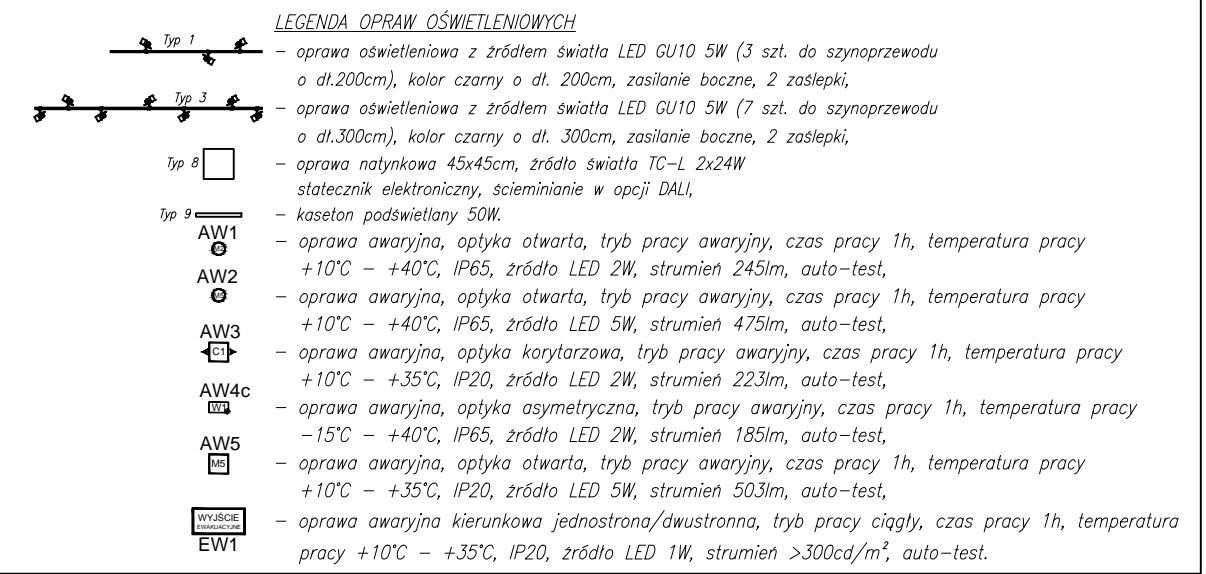 LEGENDA OPRAW OŚWIETLENIOWYCH
Typ 1
– oprawa oświetleniowa z źródłem światła LED GU10 5W (3 szt. do szynoprzewodu
o dł.200cm), kolor czarny o dł. 200cm, zasilanie boczne, 2 zaślepki,
Typ 3
– oprawa oświetleniowa z źródłem światła LED GU10 5W (7 szt. do szynoprzewodu
o dł.300cm), kolor czarny o dł. 300cm, zasilanie boczne, 2 zaślepki,
Typ 8
– oprawa natynkowa 45x45cm, źródło światła TC-L 2x24W
statecznik elektroniczny, ścieminianie w opcji DALI,
Typ 9
– kaseton podświetlany 50W.
AW1
– oprawa awaryjna, optyka otwarta, tryb pracy awaryjny, czas pracy 1h, temperatura pracy
+10°C – +40°C, IP65, źródło LED 2W, strumień 245lm, auto-test,
AW2
– oprawa awaryjna, optyka otwarta, tryb pracy awaryjny, czas pracy 1h, temperatura pracy
+10°C – +40°C, IP65, źródło LED 5W, strumień 475lm, auto-test,
AW3
C1
– oprawa awaryjna, optyka korytarzowa, tryb pracy awaryjny, czas pracy 1h, temperatura pracy
+10°C – +35°C, IP20, źródło LED 2W, strumień 223lm, auto-test,
AW4c
W1
– oprawa awaryjna, optyka asymetryczna, tryb pracy awaryjny, czas pracy 1h, temperatura pracy
-15°C – +40°C, IP65, źródło LED 2W, strumień 185lm, auto-test,
AW5
M5
– oprawa awaryjna, optyka otwarta, tryb pracy awaryjny, czas pracy 1h, temperatura pracy
+10°C – +35°C, IP20, źródło LED 5W, strumień 503lm, auto-test,
WYJŚCIE
EWAKUACYJNE
EW1
– oprawa awaryjna kierunkowa jednostrona/dwustronna, tryb pracy ciągły, czas pracy 1h, temperatura
pracy +10°C – +35°C, IP20, źródło LED 1W, strumień >300cd/m², auto-test.